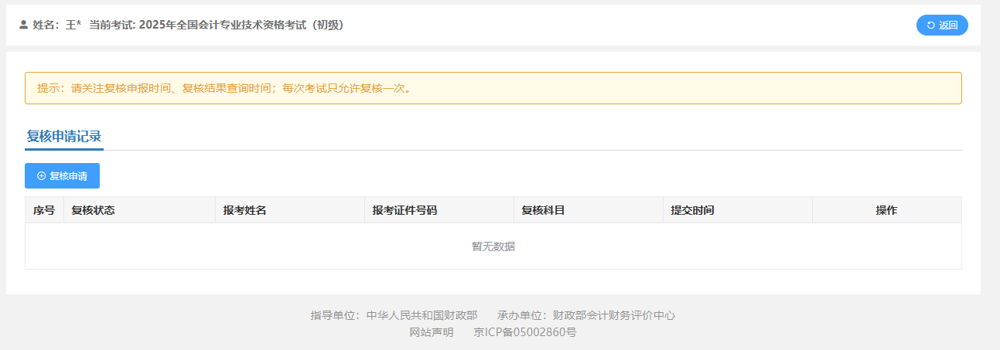 姓名：王* 当前考试: 2025年全国会计专业技术资格考试（初级） 返回
提示：请关注复核申报时间、复核结果查询时间；每次考试只允许复核一次。
复核申请记录
复核申请
序号 复核状态 报考姓名 报考证件号码 复核科目 提交时间 操作
暂无数据
指导单位：中华人民共和国财政部 承办单位：财政部会计财务评价中心
网站声明 京ICP备05002860号